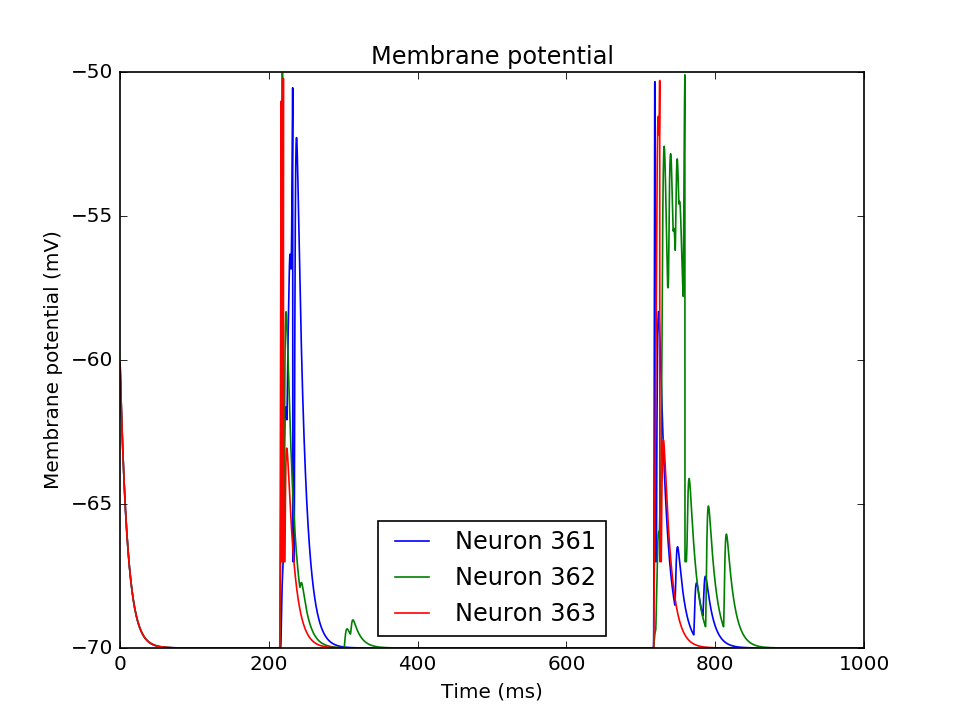 Membrane potential
−50
−55
−60
−65
−70
Membrane potential (mV)
Neuron 361
Neuron 362
Neuron 363
0 200 400 600 800 1000
Time (ms)